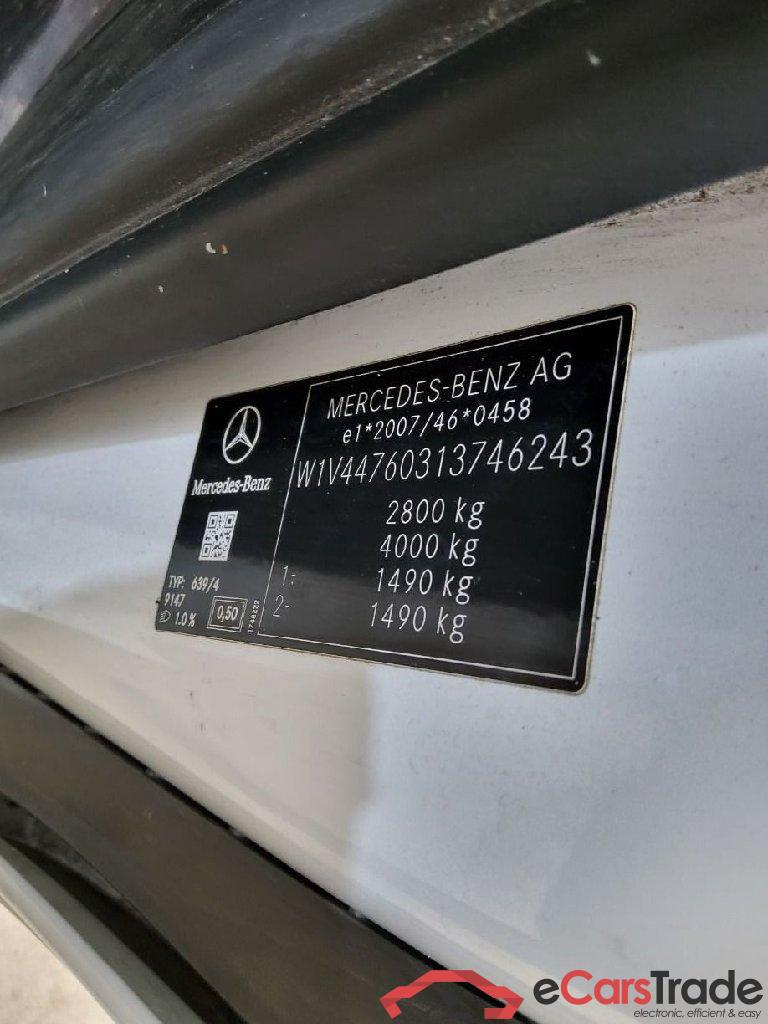 MERCEDES-BENZ AG
e1*2007/46*0458
W1V44760313746243
2800 kg
4000 kg
1- 1490 kg
2- 1490 kg
Mercedes-Benz
TYP: 639/4
9147
1.0% 0,50
eCarsTrade
electronic, efficient & easy